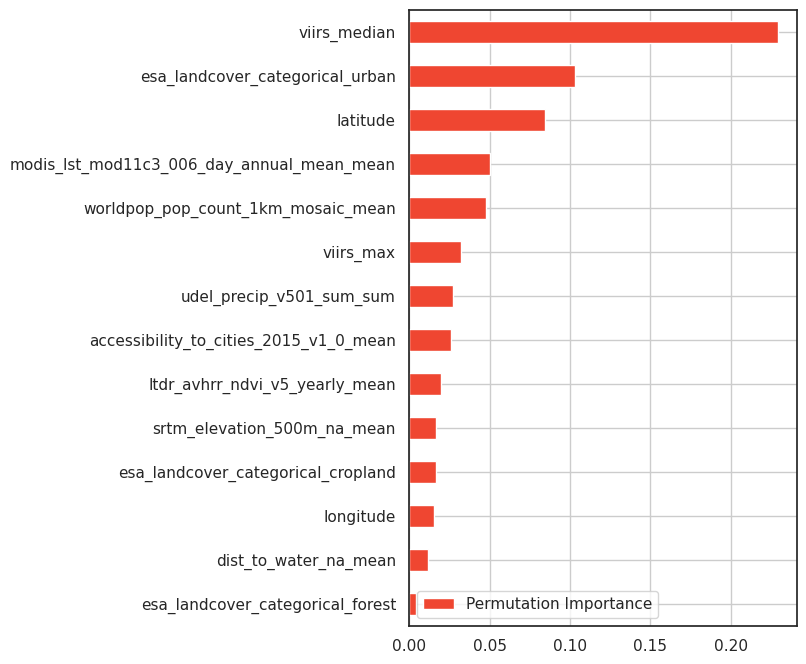 viirs_median
esa_landcover_categorical_urban
latitude
modis_lst_mod11c3_006_day_annual_mean_mean
worldpop_pop_count_1km_mosaic_mean
viirs_max
udel_precip_v501_sum_sum
accessibility_to_cities_2015_v1_0_mean
ltdr_avhrr_ndvi_v5_yearly_mean
srtm_elevation_500m_na_mean
esa_landcover_categorical_cropland
longitude
dist_to_water_na_mean
esa_landcover_categorical_forest
Permutation Importance
0.00 0.05 0.10 0.15 0.20